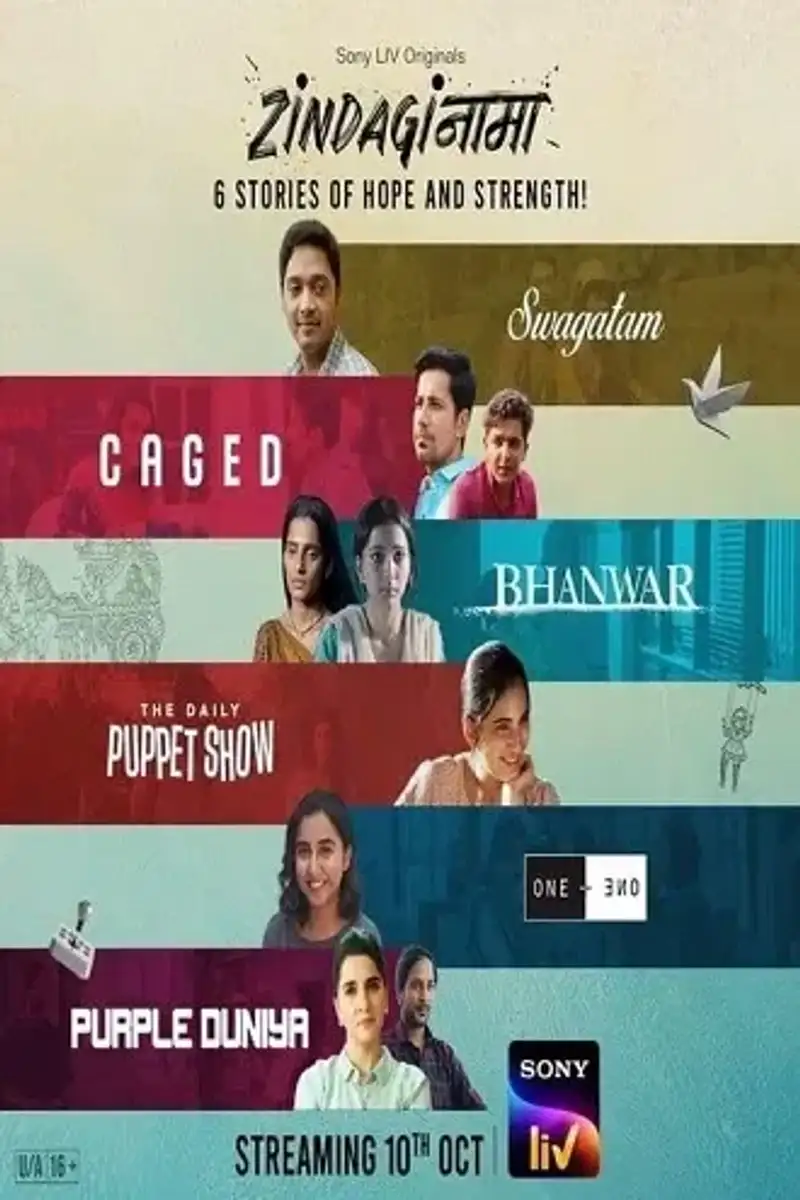 Sony LIV Originals
ZINDAGiनामा
6 STORIES OF HOPE AND STRENGTH!
Swagatam
CAGED
BHANWAR
THE DAILY
PUPPET SHOW
ONE - ONE
PURPLE DUNIYA
SONY
liv
STREAMING 10TH OCT
U/A 16+